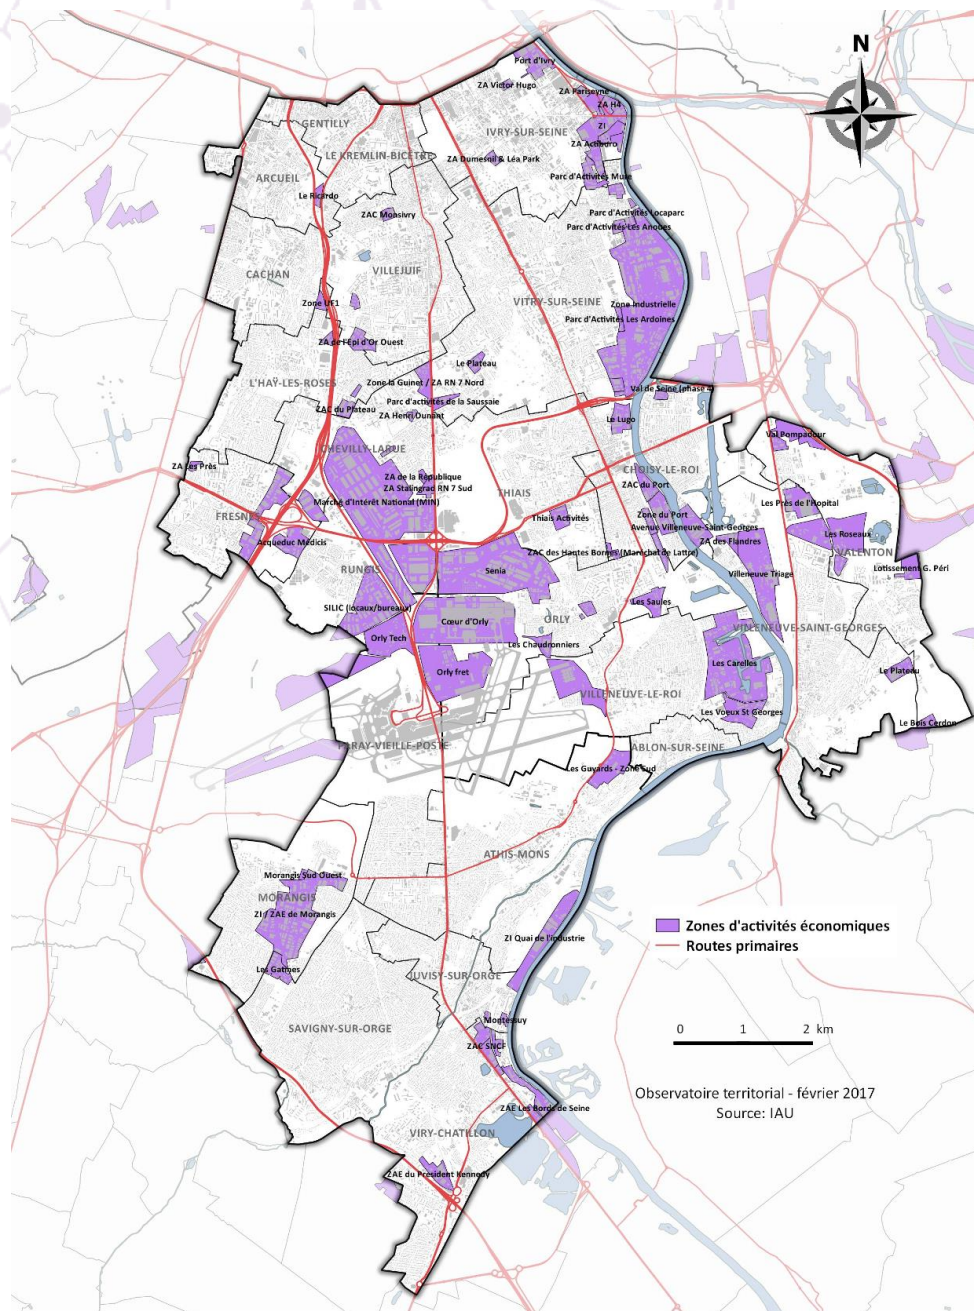 N
Port d'Ivry
ZA Victor Hugo
ZA Pariseyne
ZA H4
GENTILLY
ZI
IVRY-SUR-SEINE
ZA Actiburo
LE KREMLIN-BICÊTRE
ZA Dumesnil & Léa Park
ARCUEIL
Parc d'Activités Mure
Le Ricardo
ZAC Monsivry
Parc d'Activités Locaparc
Parc d'Activités Les Anoues
CACHAN
VILLEJUIF
Zone UF1
VITRY-SUR-SEINE
Zone Industrielle
Parc d'Activités Les Ardoines
ZA de l'Epi d'Or Ouest
Le Plateau
L'HAŸ-LES-ROSES
Zone la Guinet / ZA RN 7 Nord
Val de Seine (phase 4)
Parc d'activités de la Saussaie
ZAC du Plateau
ZA Henri Dunant
Le Lugo
Val Pompadour
CHEVILLY-LARUE
ZA Les Près
CHOISY-LE-ROI
ZA de la République
ZAC du Port
ZA Stalingrad RN 7 Sud
THIAIS
Marché d'Intérêt National (MIN)
Les Près de l'Hopital
FRESNES
Thiais Activités
Zone du Port
Avenue Villeneuve-Saint-Georges
Les Roseaux
Acqueduc Médicis
ZA des Flandres
ZAC des Hautes Bornes (Maréchal de Lattre)
VALENTON
RUNGIS
Senia
Lotissement G. Péri
Villeneuve Triage
SILIC (locaux/bureaux)
Les Saules
Cœur d'Orly
ORLY
VILLENEUVE-SAINT-GEORGES
Orly Tech
Les Chaudronniers
Les Carelles
Orly fret
Le Plateau
VILLENEUVE-LE-ROI
Les Voeux St Georges
Le Bois Cerdon
PARAY-VIEILLE-POSTE
ABLON-SUR-SEINE
Les Guyards - Zone Sud
ATHIS-MONS
Morangis Sud Ouest
MORANGIS
ZI / ZAE de Morangis
Zones d'activités économiques
ZI Quai de l'industrie
Routes primaires
Les Gatines
JUVISY-SUR-ORGE
Montessuy
SAVIGNY-SUR-ORGE
0 1 2 km
ZAC SNCF
Observatoire territorial - février 2017
ZAE Les Bords de Seine
Source: IAU
VIRY-CHATILLON
ZAE du Président Kennedy